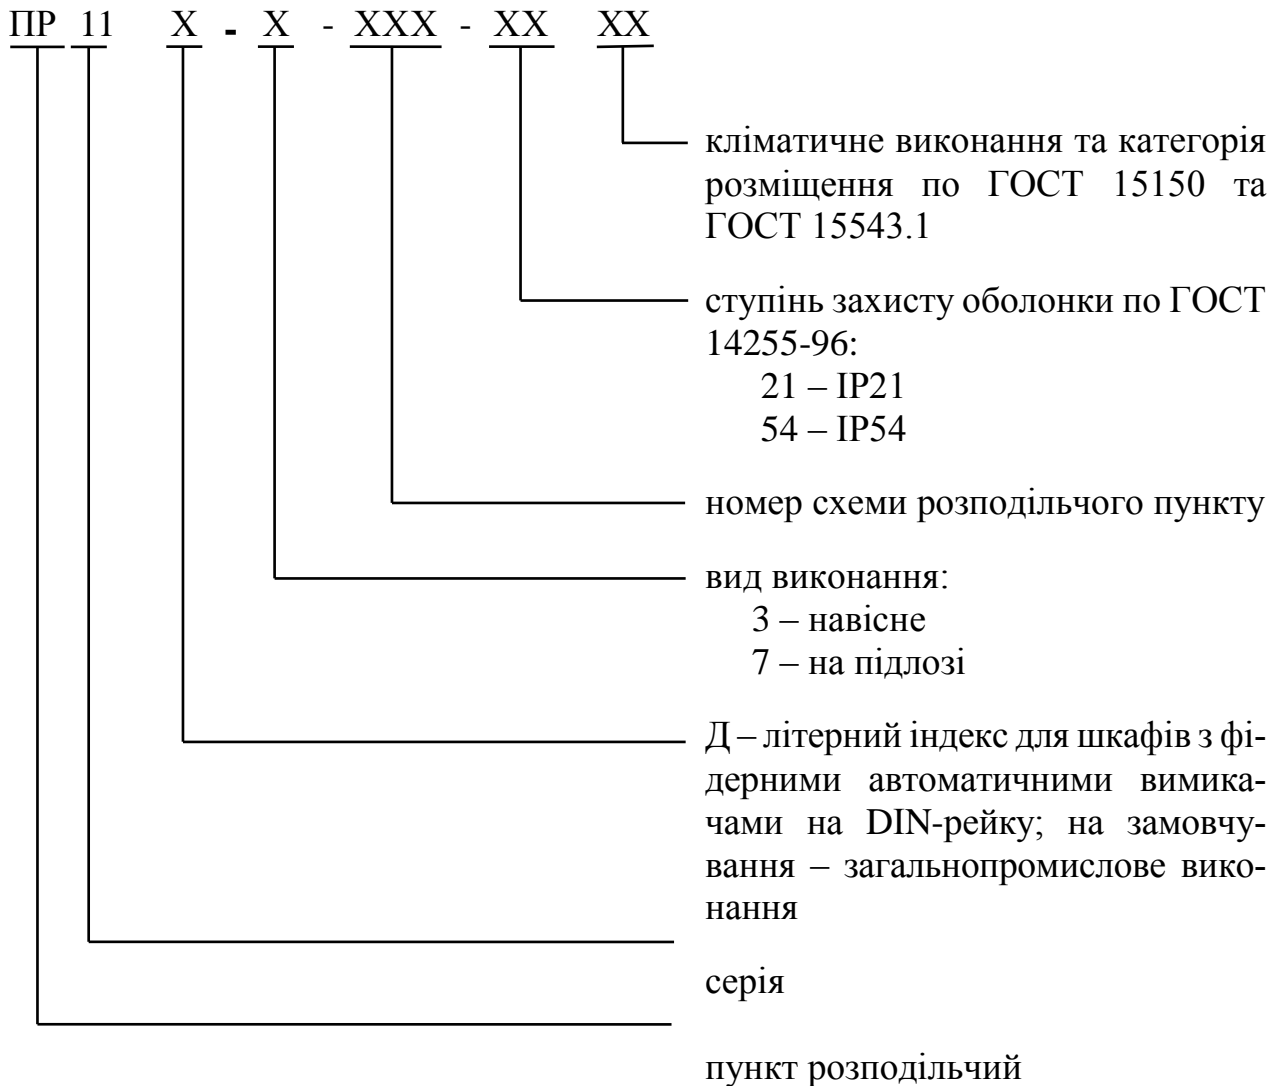 ПР 11 Х - Х - ХХХ - ХХ ХХ
кліматичне виконання та категорія
розміщення по ГОСТ 15150 та
ГОСТ 15543.1
ступінь захисту оболонки по ГОСТ
14255-96:
21 – IP21
54 – IP54
номер схеми розподільчого пункту
вид виконання:
3 – навісне
7 – на підлозі
Д – літерний індекс для шкафів з фі-
дерними автоматичними вимика-
чами на DIN-рейку; на замовчу-
вання – загальнопромислове вико-
нання
серія
пункт розподільчий